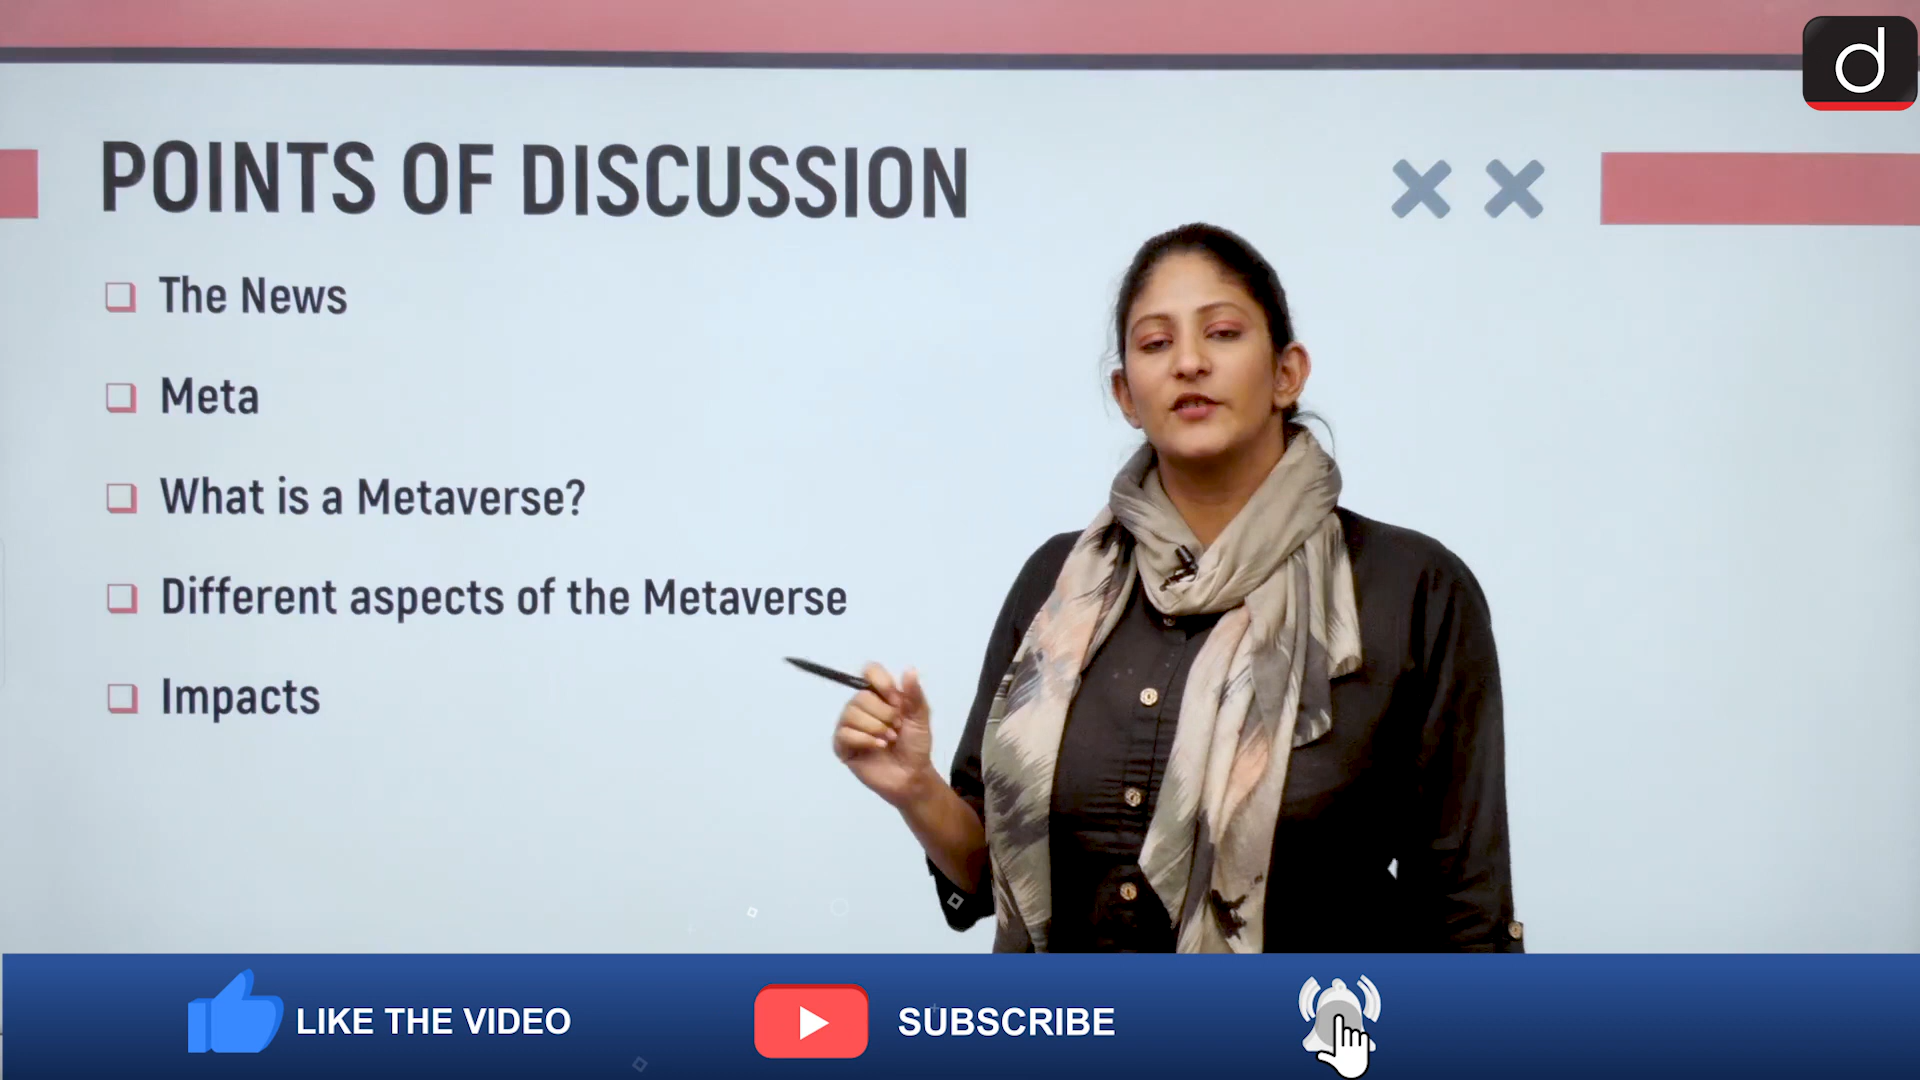 d
POINTS OF DISCUSSION
The News
Meta
What is a Metaverse?
Different aspects of the Metaverse
Impacts
LIKE THE VIDEO
SUBSCRIBE